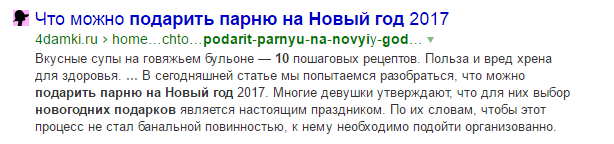 Что можно подарить парню на Новый год 2017
4damki.ru › home…chto…podarit-parnyu-na-novyiy-god…
Вкусные супы на говяжьем бульоне — 10 пошаговых рецептов. Польза и вред хрена
для здоровья. ... В сегодняшней статье мы попытаемся разобраться, что можно
подарить парню на Новый год 2017. Многие девушки утверждают, что для них выбор
новогодних подарков является настоящим праздником. По их словам, чтобы этот
процесс не стал банальной повинностью, к нему необходимо подойти организованно.